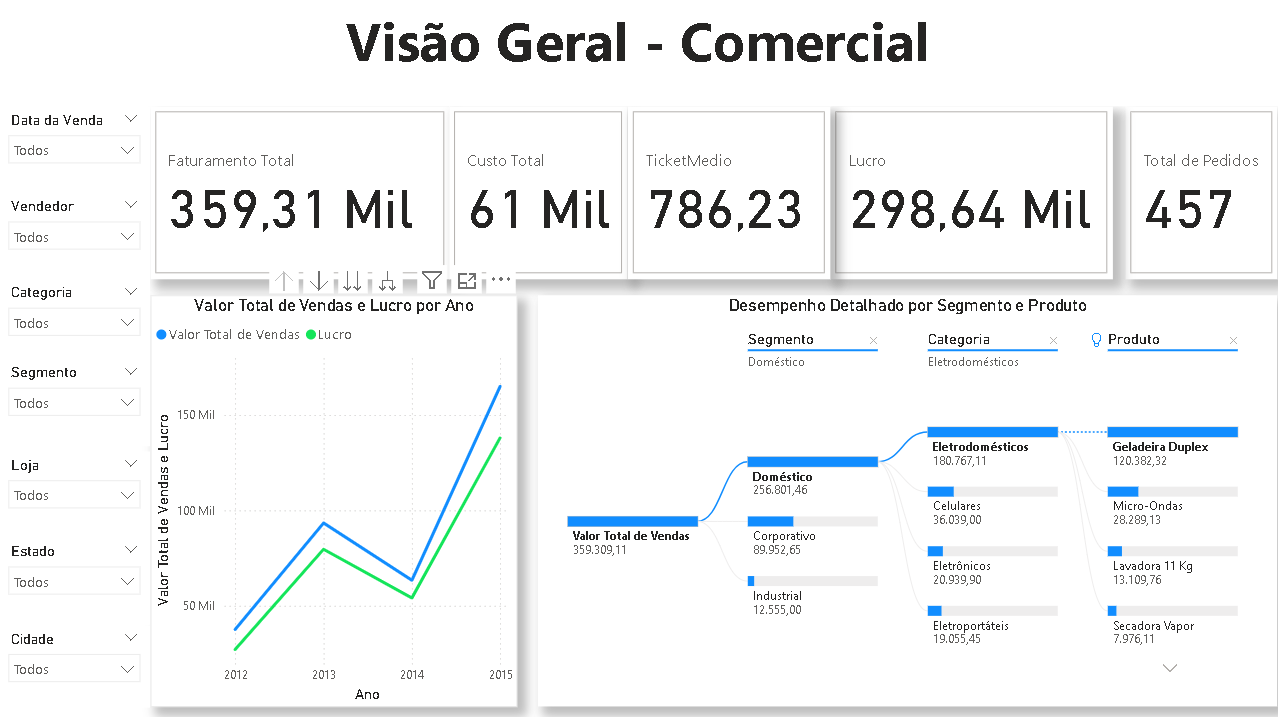 Visão Geral - Comercial
Data da Venda
Todos
Vendedor
Todos
Categoria
Todos
Segmento
Todos
Loja
Todos
Estado
Todos
Cidade
Todos
Faturamento Total
359,31 Mil
Custo Total
61 Mil
TicketMedio
786,23
Lucro
298,64 Mil
Total de Pedidos
457
Valor Total de Vendas e Lucro por Ano
Valor Total de Vendas Lucro
Valor Total de Vendas e Lucro
150 Mil
100 Mil
50 Mil
2012 2013 2014 2015
Ano
Desempenho Detalhado por Segmento e Produto
Segmento
Doméstico
Categoria
Eletrodomésticos
Produto
Valor Total de Vendas
359.309,11
Doméstico
256.801,46
Corporativo
89.952,65
Industrial
12.555,00
Eletrodomésticos
180.767,11
Celulares
36.039,00
Eletrônicos
20.939,90
Eletroportáteis
19.055,45
Geladeira Duplex
120.382,32
Micro-Ondas
28.289,13
Lavadora 11 Kg
13.109,76
Secadora Vapor
7.976,11